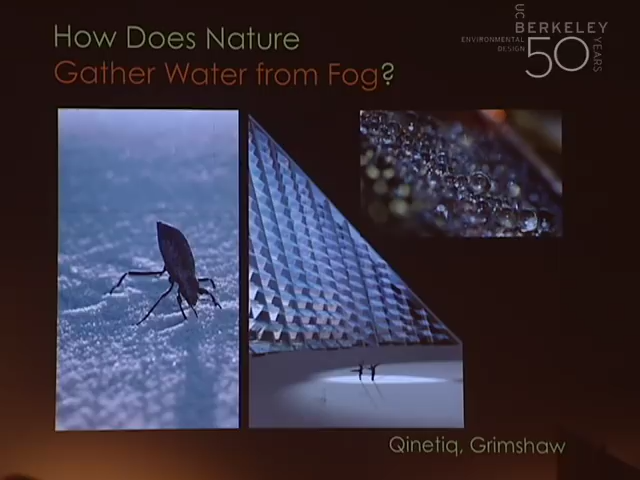 How Does Nature
Gather Water from Fog?
UC
BERKELEY
ENVIRONMENTAL
DESIGN
50
YEARS
Qinetiq, Grimshaw